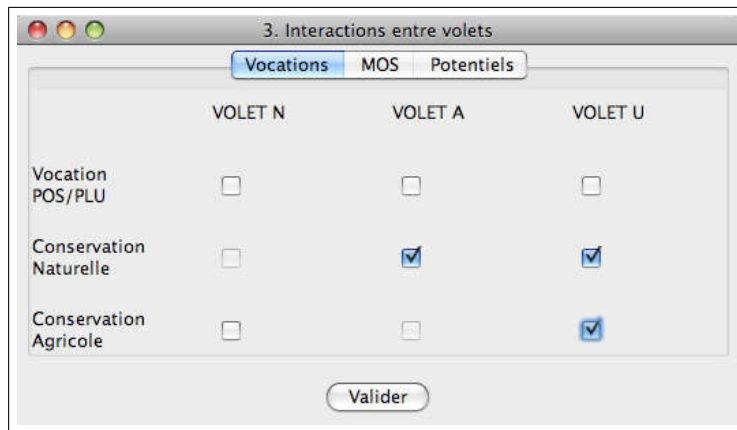 3. Interactions entre volets
Vocations MOS Potentiels
VOLET N VOLET A VOLET U
Vocation
POS/PLU
Conservation
Naturelle
Conservation
Agricole
Valider